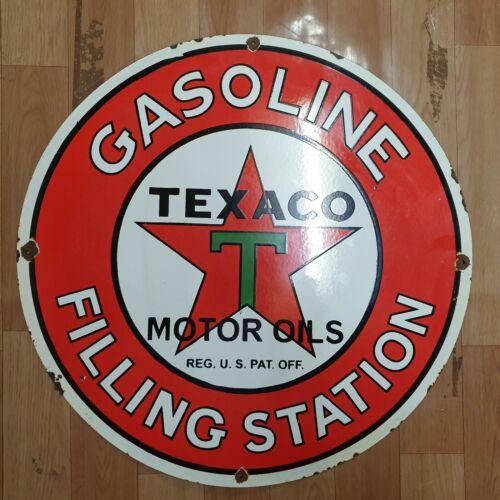 GASOLINE
TEXACO
T
MOTOR OILS
REG. U. S. PAT. OFF.
FILLING STATION